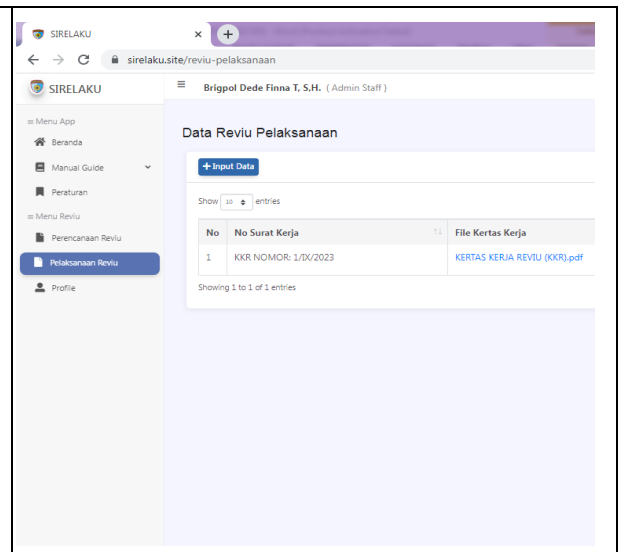 SIRELAKU
sirelaku.site/reviu-pelaksanaan
SIRELAKU
Brigpol Dede Finna T, S,H. ( Admin Staff )
Menu App
Beranda
Manual Guide
Peraturan
Menu Reviu
Perencanaan Reviu
Pelaksanaan Reviu
Profile
Data Reviu Pelaksanaan
+ Input Data
Show 10 entries
No No Surat Kerja File Kertas Kerja
1 KKR NOMOR: 1/IX/2023 KERTAS KERJA REVIU (KKR).pdf
Showing 1 to 1 of 1 entries